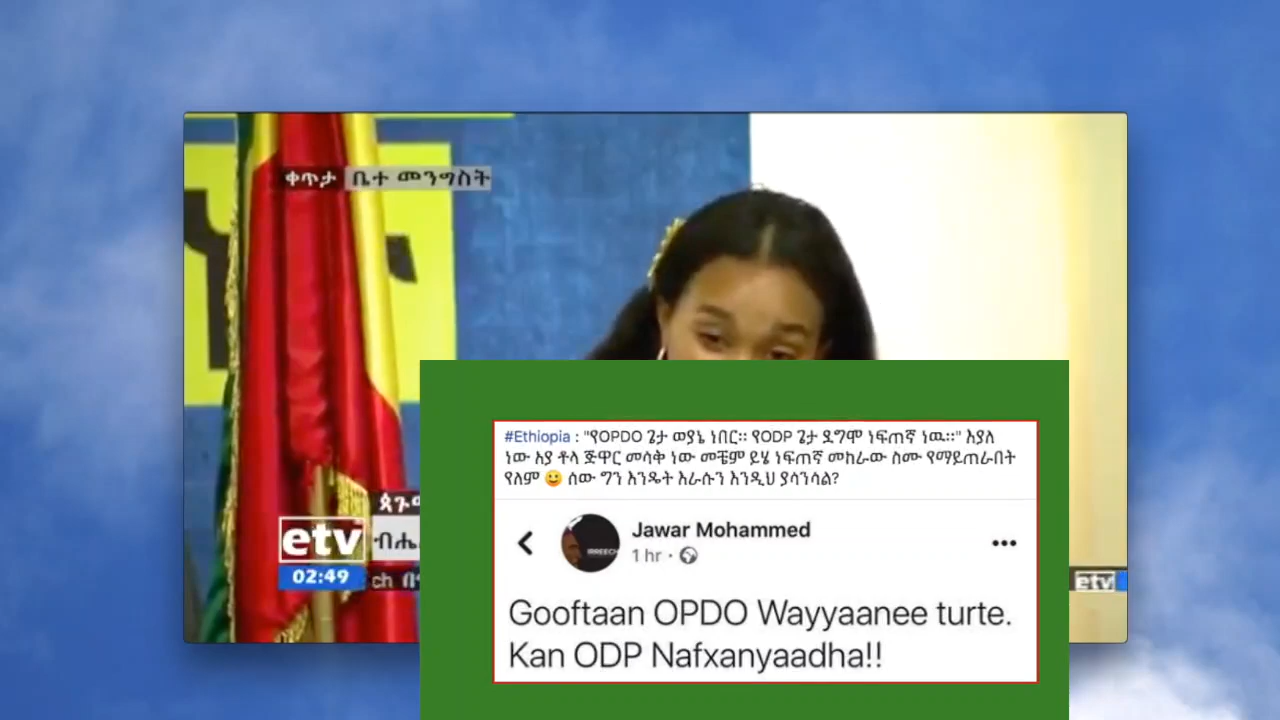 ቀጥታ ቤተ መንግስት
#Ethiopia : "የOPDO ጌታ ወያኔ ነበር። የODP ጌታ ደግሞ ነፍጠኛ ነዉ።" እያለ
ነው አያ ቶላ ጅዋር መሳቅ ነው መቼም ይሄ ነፍጠኛ መከራው ስሙ የማይጠራበት
የለም 😀 ሰው ግን እንዴት እራሱን እንዲህ ያሳንሳል?
Jawar Mohammed
1 hr ·
Gooftaan OPDO Wayyaanee turte.
Kan ODP Nafxanyaadha!!
etv
02:49
ch
etv